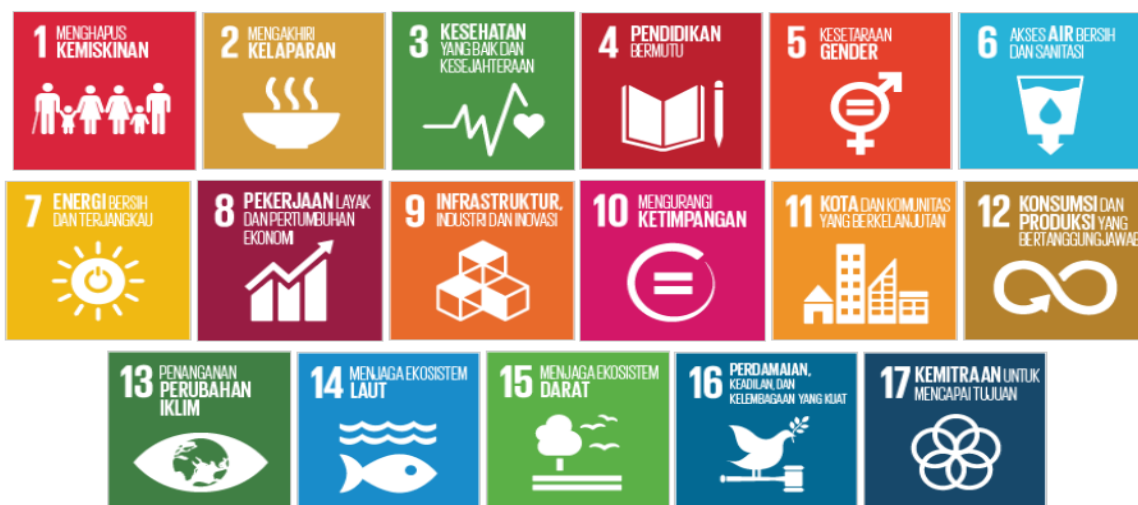 1 MENGHAPUS
KEMISKINAN
2 MENGAKHIRI
KELAPARAN
3 KESEHATAN
YANG BAIK DAN
KESEJAHTERAAN
4 PENDIDIKAN
BERMUTU
5 KESETARAAN
GENDER
6 AKSES AIR BERSIH
DAN SANITASI
7 ENERGI BERSIH
DAN TERJANGKAU
8 PEKERJAAN LAYAK
DAN PERTUMBUHAN
EKONOMI
9 INFRASTRUKTUR,
INDUSTRI DAN INOVASI
10 MENGURANGI
KETIMPANGAN
11 KOTA DAN KOMUNITAS
YANG BERKELANJUTAN
12 KONSUMSI DAN
PRODUKSI YANG
BERTANGGUNGJAWAB
13 PENANGANAN
PERUBAHAN
IKLIM
14 MENJAGA EKOSISTEM
LAUT
15 MENJAGA EKOSISTEM
DARAT
16 PERDAMAIAN,
KEADILAN, DAN
KELEMBAGAAN YANG KUAT
17 KEMITRAAN UNTUK
MENCAPAI TUJUAN